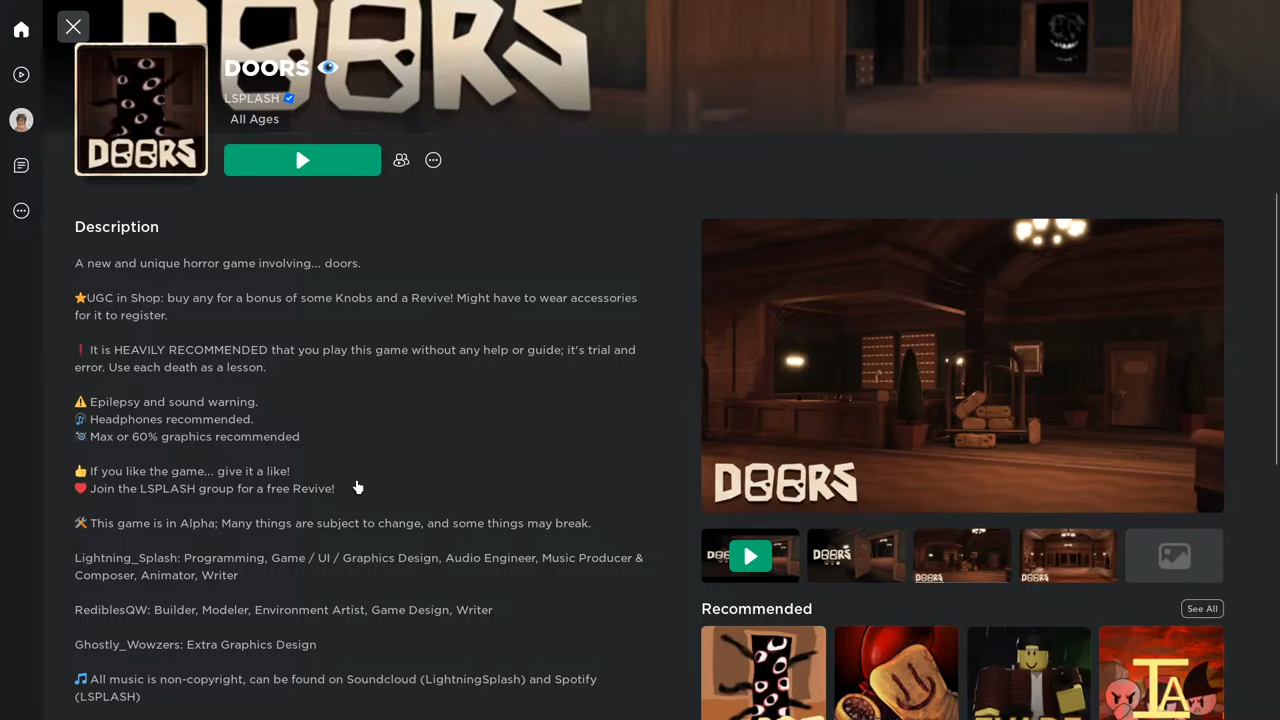 DOORS
DOORS
LSPLASH
All Ages
DOORS
Description
A new and unique horror game involving... doors.
⭐UGC in Shop: buy any for a bonus of some Knobs and a Revive! Might have to wear accessories
for it to register.
❗ It is HEAVILY RECOMMENDED that you play this game without any help or guide; it's trial and
error. Use each death as a lesson.
⚠️ Epilepsy and sound warning.
🎧 Headphones recommended.
📷 Max or 60% graphics recommended
👍 If you like the game... give it a like!
❤️ Join the LSPLASH group for a free Revive!
🛠️ This game is in Alpha; Many things are subject to change, and some things may break.
Lightning_Splash: Programming, Game / UI / Graphics Design, Audio Engineer, Music Producer &
Composer, Animator, Writer
RediblesQW: Builder, Modeler, Environment Artist, Game Design, Writer
Ghostly_Wowzers: Extra Graphics Design
🎵 All music is non-copyright, can be found on Soundcloud (LightningSplash) and Spotify
(LSPLASH)
DOORS
DOORS
DOORS
DOORS
Recommended
See All
EVADE
TA